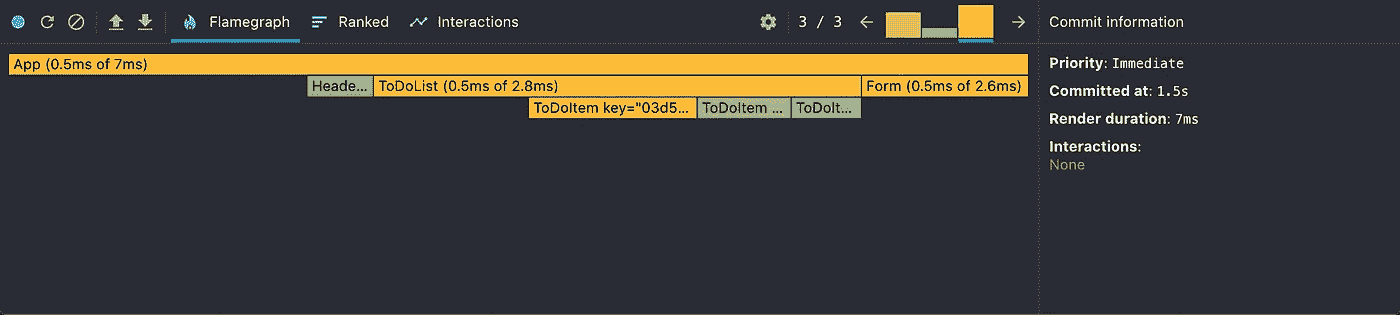 Flamegraph Ranked Interactions 3 / 3 Commit information
App (0.5ms of 7ms)
Heade... ToDoList (0.5ms of 2.8ms) Form (0.5ms of 2.6ms)
ToDoItem key="03d5... ToDoItem ... ToDoIt...
Priority: Immediate
Committed at: 1.5s
Render duration: 7ms
Interactions:
None